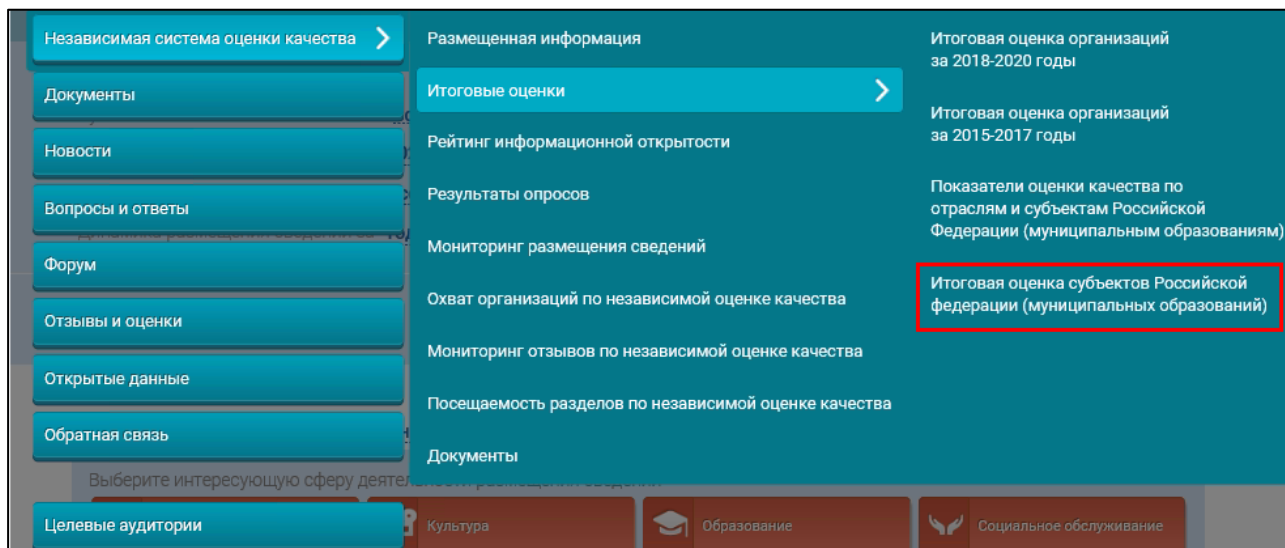 Независимая система оценки качества
Документы
Новости
Вопросы и ответы
Форум
Отзывы и оценки
Открытые данные
Обратная связь
Целевые аудитории
Размещенная информация
Итоговые оценки
Рейтинг информационной открытости
Результаты опросов
Мониторинг размещения сведений
Охват организаций по независимой оценке качества
Мониторинг отзывов по независимой оценке качества
Посещаемость разделов по независимой оценке качества
Документы
Итоговая оценка организаций
за 2018-2020 годы
Итоговая оценка организаций
за 2015-2017 годы
Показатели оценки качества по
отраслям и субъектам Российской
Федерации (муниципальным образованиям)
Итоговая оценка субъектов Российской
федерации (муниципальных образований)
Выберите интересующую сферу
Культура
Образование
Социальное обслуживание